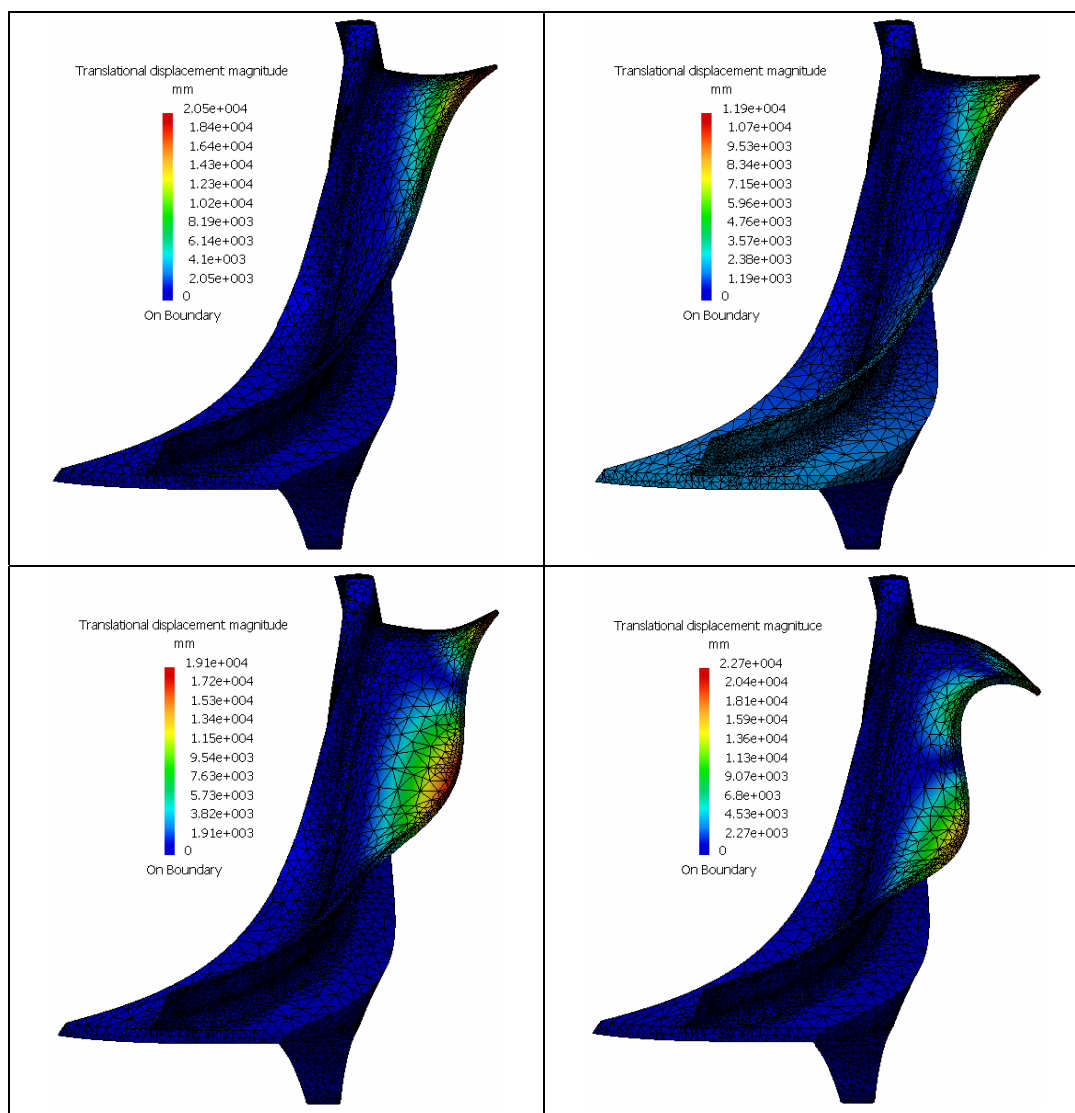 Translational displacement magnitude
mm
2.05e+004
1.84e+004
1.64e+004
1.43e+004
1.23e+004
1.02e+004
8.19e+003
6.14e+003
4.1e+003
2.05e+003
0
On Boundary
Translational displacement magnitude
mm
1.19e+004
1.07e+004
9.53e+003
8.34e+003
7.15e+003
5.96e+003
4.76e+003
3.57e+003
2.38e+003
1.19e+003
0
On Boundary
Translational displacement magnitude
mm
1.91e+004
1.72e+004
1.53e+004
1.34e+004
1.15e+004
9.54e+003
7.63e+003
5.73e+003
3.82e+003
1.91e+003
0
On Boundary
Translational displacement magnitude
mm
2.27e+004
2.04e+004
1.81e+004
1.59e+004
1.36e+004
1.13e+004
9.07e+003
6.8e+003
4.53e+003
2.27e+003
0
On Boundary